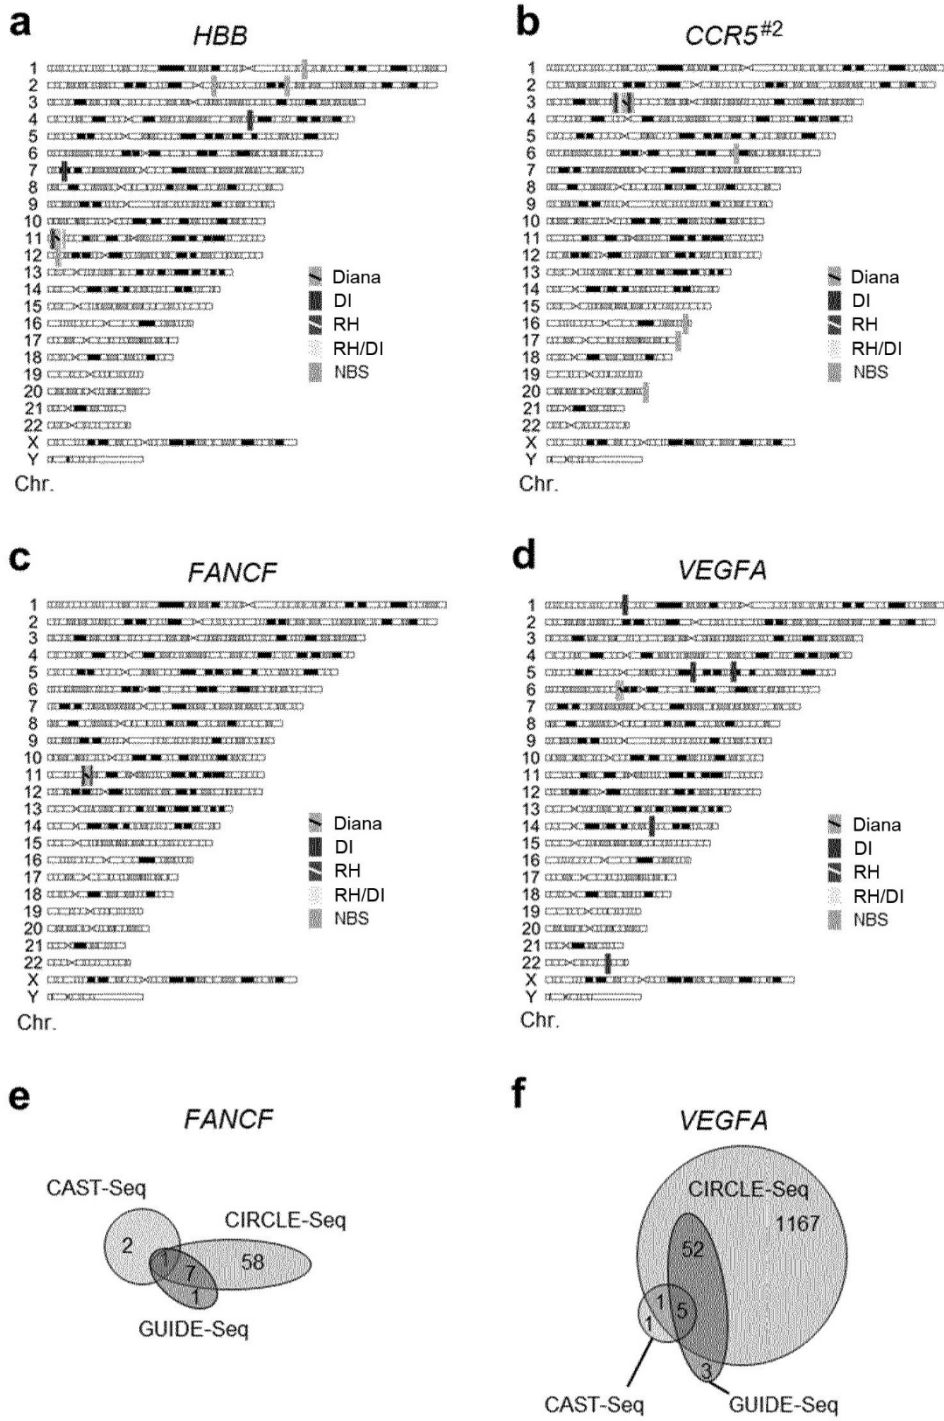 a
HBB
1
2
3
4
5
6
7
8
9
10
11
12
13
14
15
16
17
18
19
20
21
22
X
Y
Chr.
Diana
DI
RH
RH/DI
NBS
b
CCR5#2
1
2
3
4
5
6
7
8
9
10
11
12
13
14
15
16
17
18
19
20
21
22
X
Y
Chr.
Diana
DI
RH
RH/DI
NBS
c
FANCF
1
2
3
4
5
6
7
8
9
10
11
12
13
14
15
16
17
18
19
20
21
22
X
Y
Chr.
Diana
DI
RH
RH/DI
NBS
d
VEGFA
1
2
3
4
5
6
7
8
9
10
11
12
13
14
15
16
17
18
19
20
21
22
X
Y
Chr.
Diana
DI
RH
RH/DI
NBS
e
FANCF
CAST-Seq
CIRCLE-Seq
2
1
7
58
1
GUIDE-Seq
f
VEGFA
CIRCLE-Seq
1167
52
1
5
1
3
CAST-Seq
GUIDE-Seq